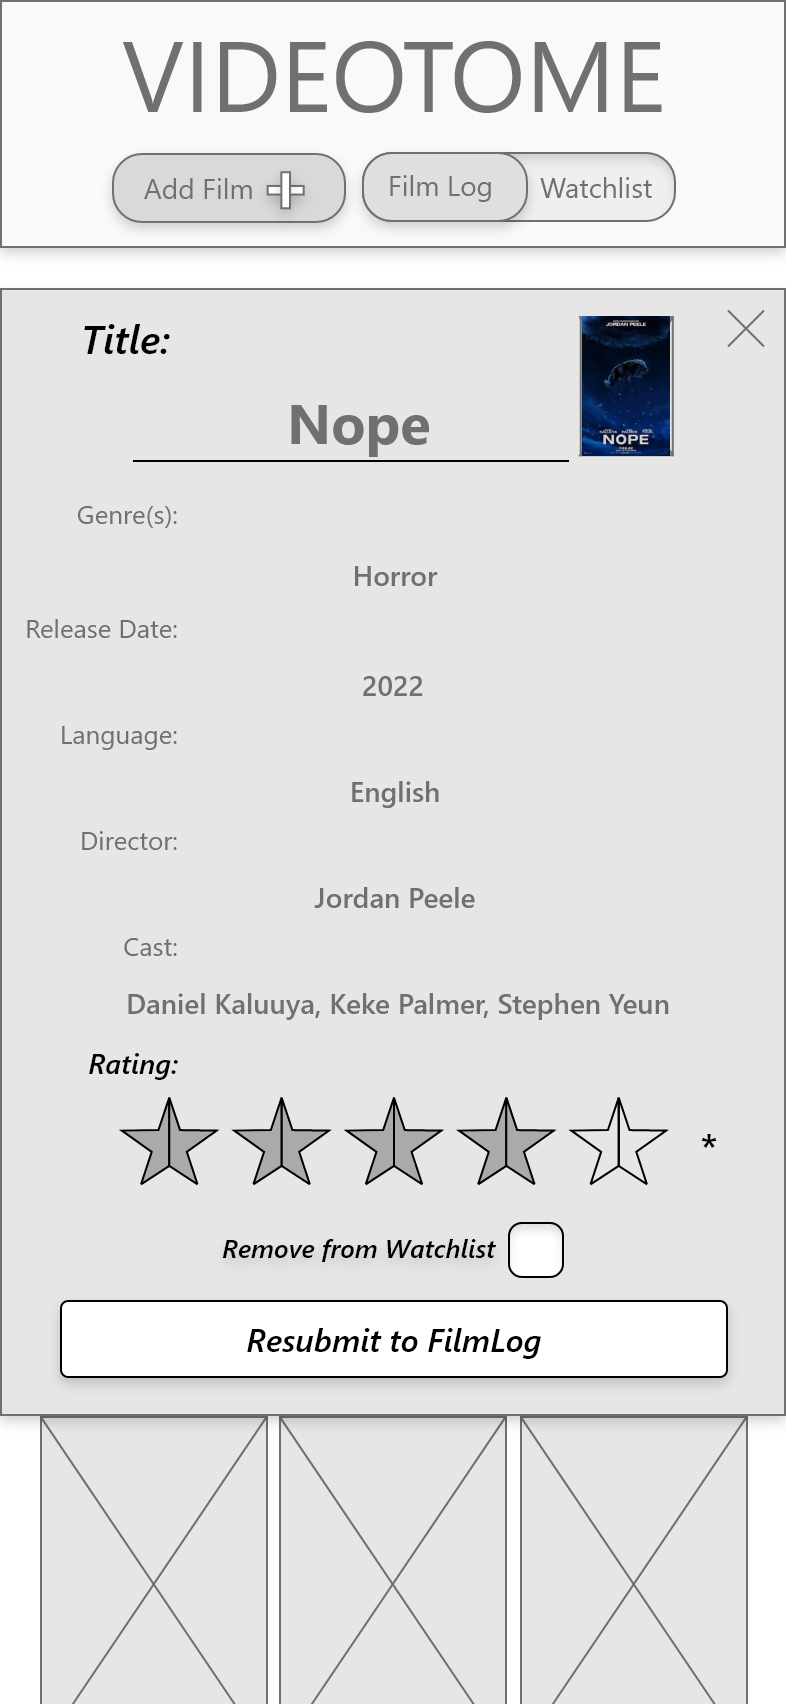 VIDEOTOME
Add Film
Film Log
Watchlist
Title:
JORDAN PEELE
Nope
NOPE
Genre(s):
Horror
Release Date:
2022
Language:
English
Director:
Jordan Peele
Cast:
Daniel Kaluuya, Keke Palmer, Stephen Yeun
Rating:
*
Remove from Watchlist
Resubmit to FilmLog